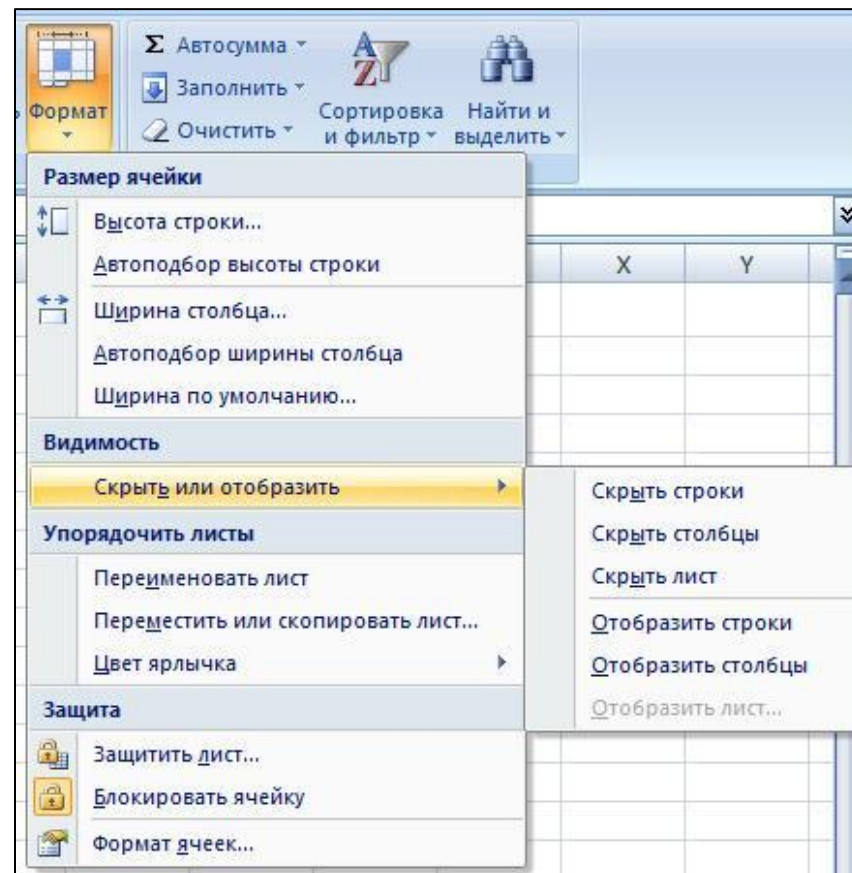 Формат
Автосумма
Заполнить
Очистить
Сортировка
и фильтр
Найти и
выделить
Размер ячейки
Высота строки...
Автоподбор высоты строки
Ширина столбца...
Автоподбор ширины столбца
Ширина по умолчанию...
Видимость
Скрыть или отобразить
Скрыть строки
Скрыть столбцы
Скрыть лист
Отобразить строки
Отобразить столбцы
Отобразить лист...
Упорядочить листы
Переименовать лист
Переместить или скопировать лист...
Цвет ярлычка
Защита
Защитить лист...
Блокировать ячейку
Формат ячеек...
X Y